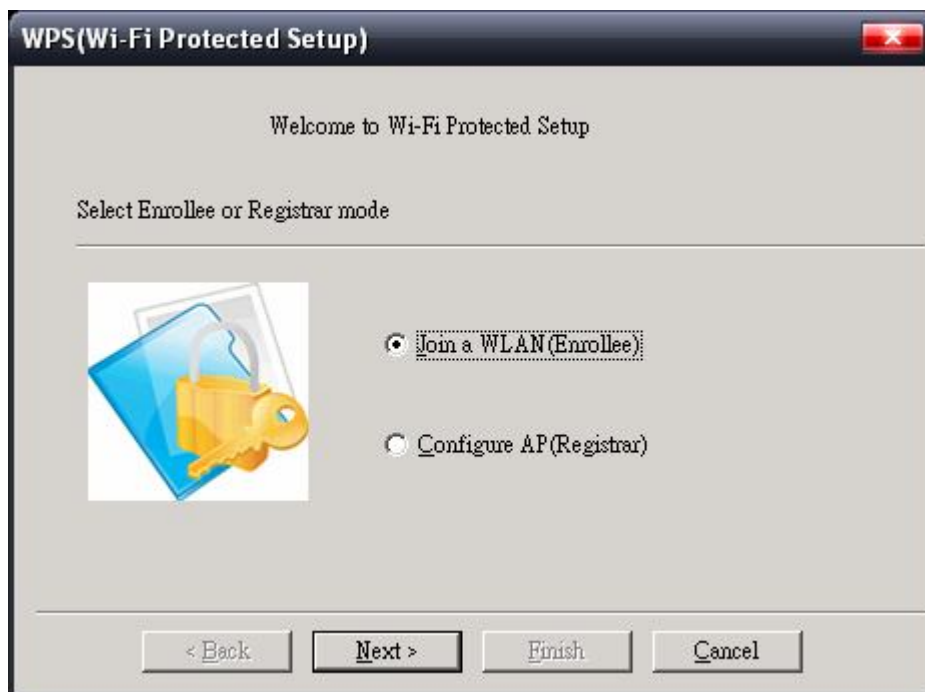 WPS(Wi-Fi Protected Setup)
Welcome to Wi-Fi Protected Setup
Select Enrollee or Registrar mode
Join a WLAN(Enrollee)
Configure AP(Registrar)
< Back Next > Finish Cancel